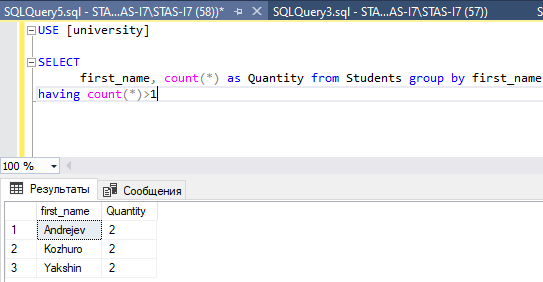 SQLQuery5.sql - STA...AS-I7\STAS-I7 (58))* SQLQuery3.sql - STA...AS-I7\STAS-I7 (57)) S
USE [university]
SELECT
first_name, count(*) as Quantity from Students group by first_name
having count(*)>1
100 %
Результаты Сообщения
first_name Quantity
1 Andrejev 2
2 Kozhuro 2
3 Yakshin 2